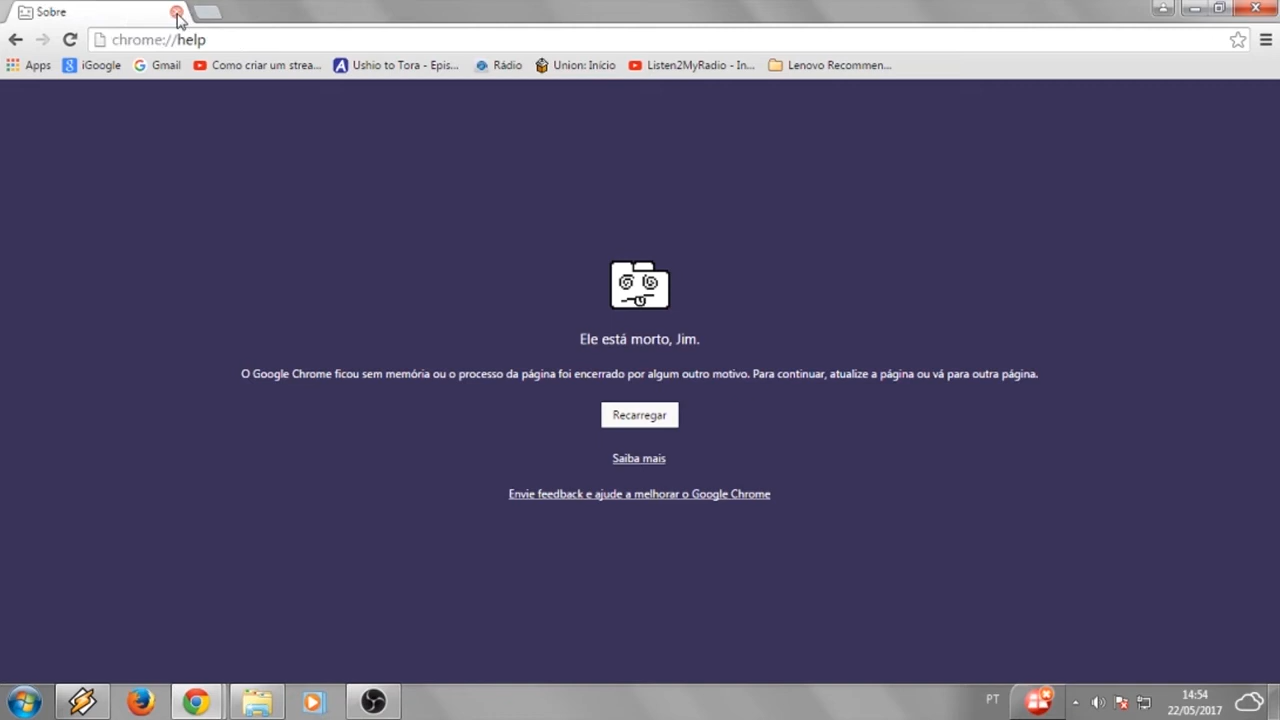 Sobre
chrome://help
Apps iGoogle Gmail Como criar um strea... Ushio to Tora - Epis... Rádio Union: Início Listen2MyRadio - In... Lenovo Recommen...
Ele está morto, Jim.
O Google Chrome ficou sem memória ou o processo da página foi encerrado por algum outro motivo. Para continuar, atualize a página ou vá para outra página.
Recarregar
Saiba mais
Envie feedback e ajude a melhorar o Google Chrome
PT
14:54
22/05/2017